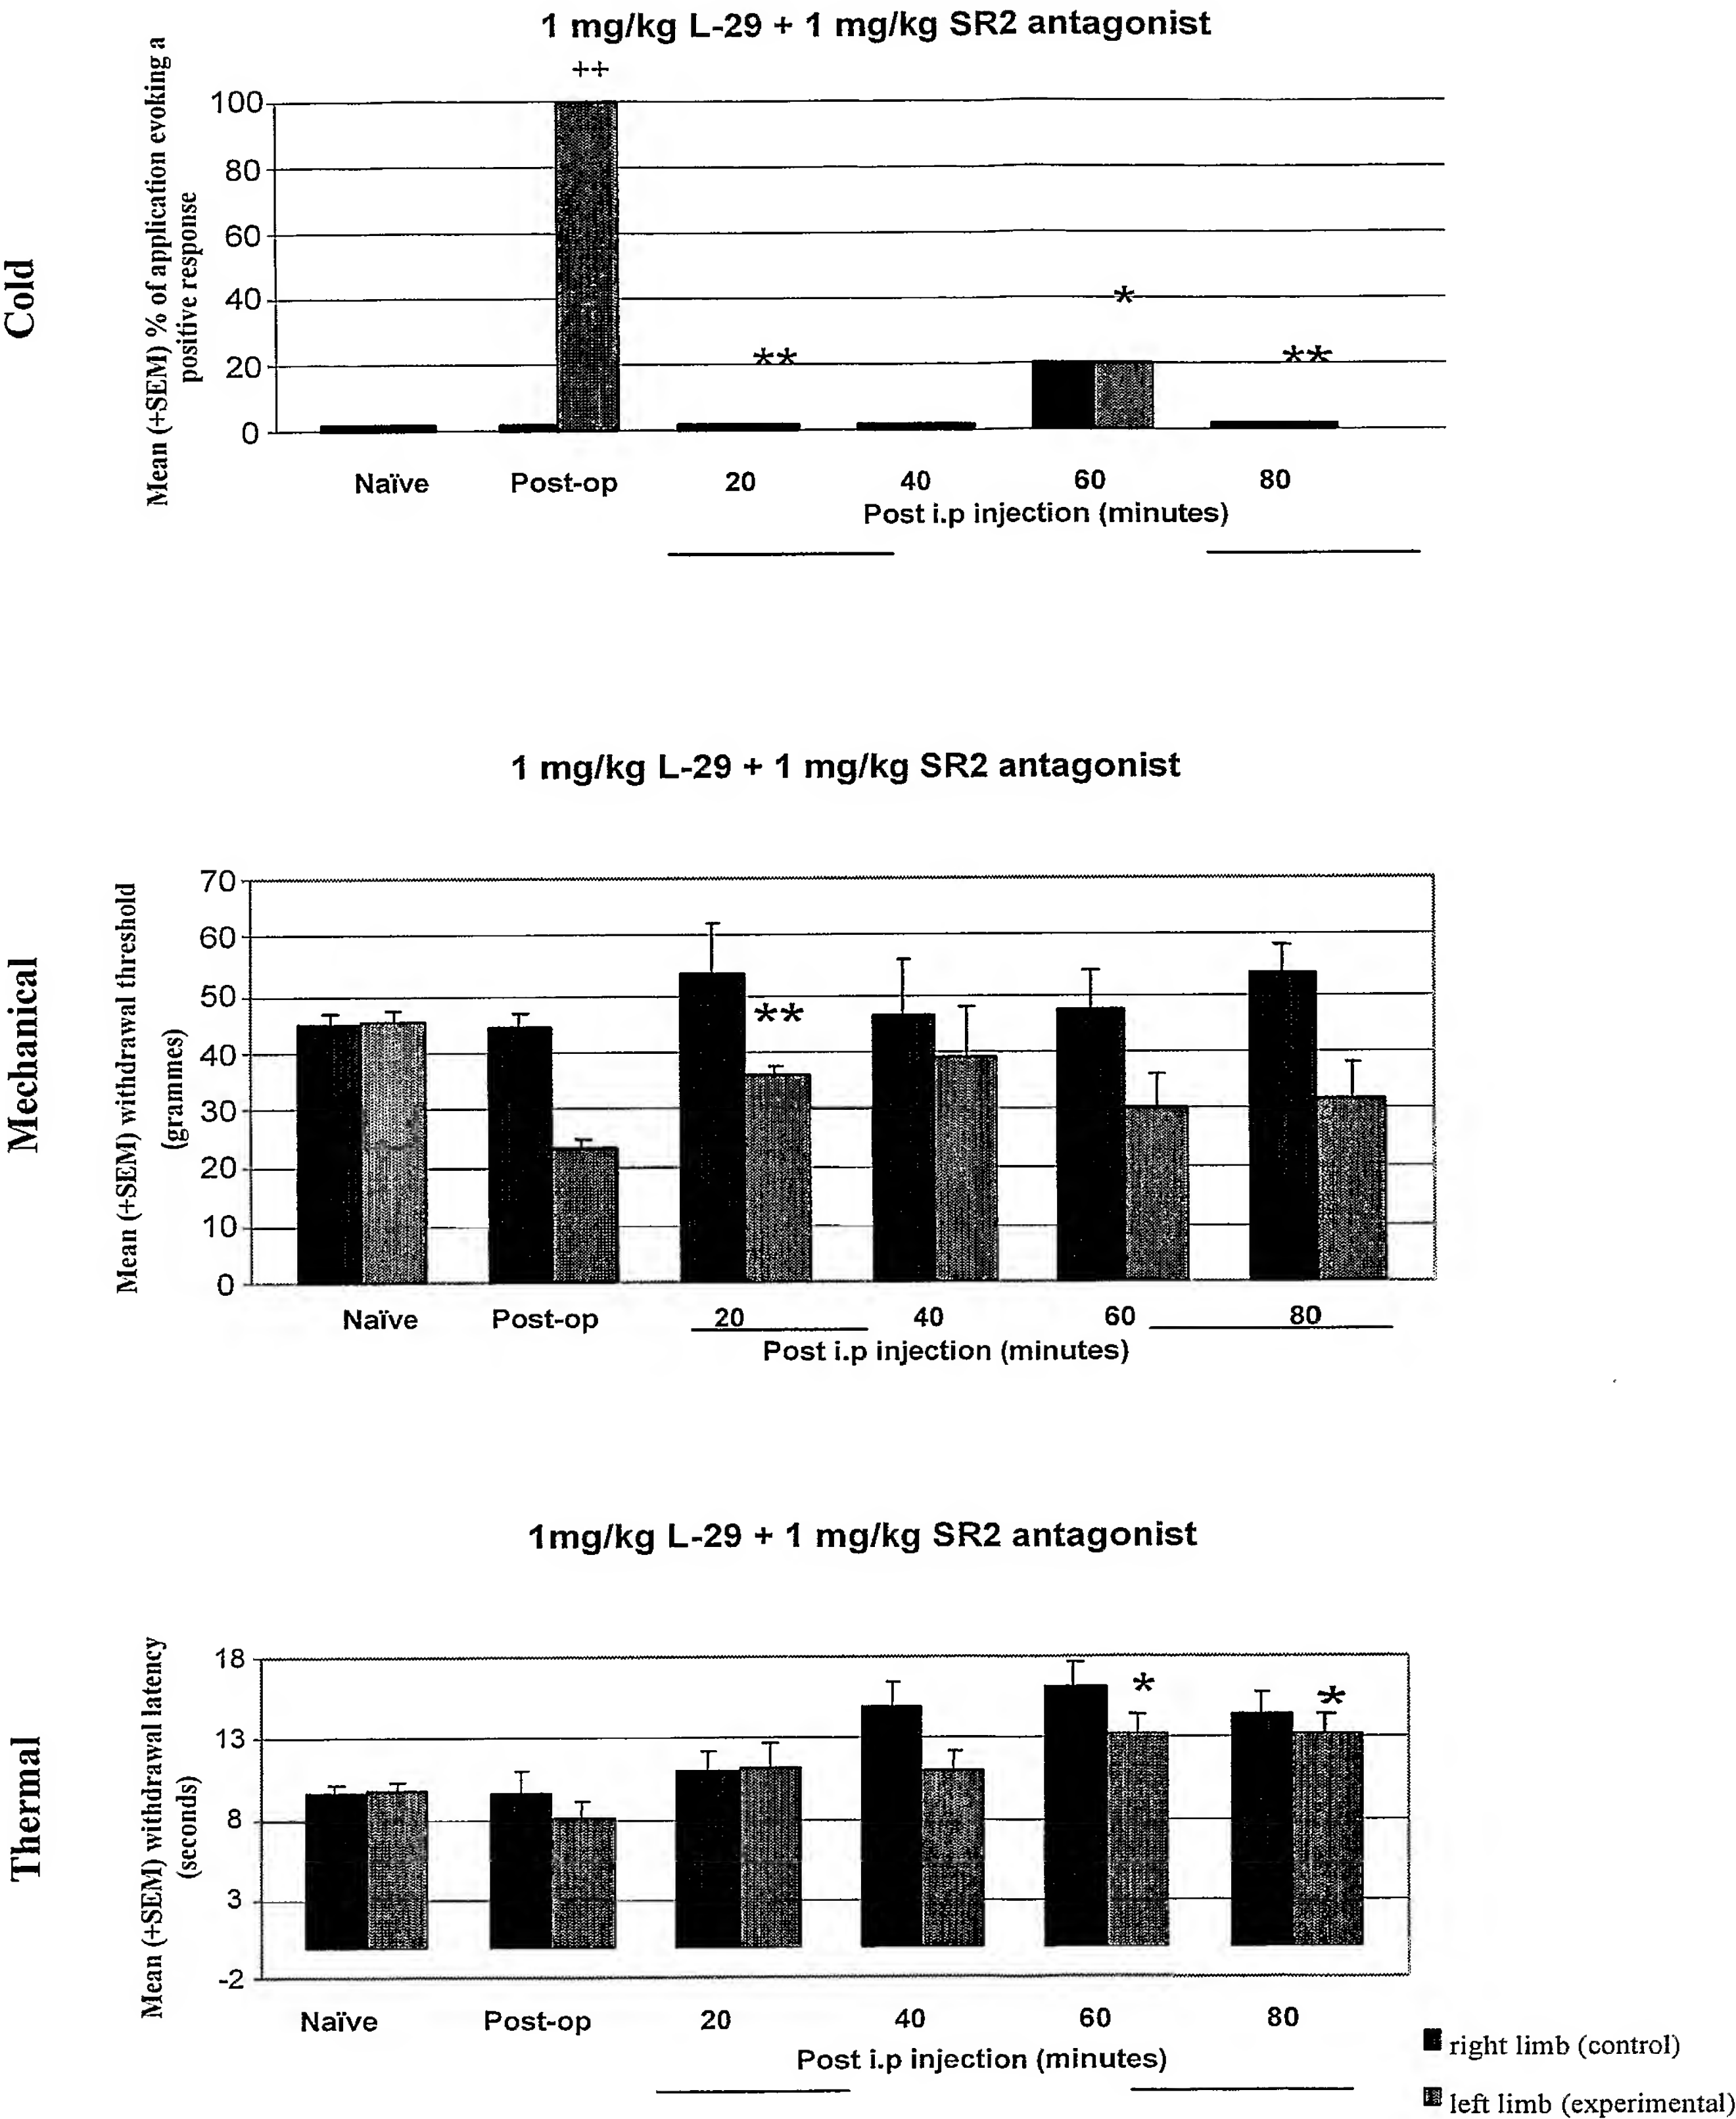 1 mg/kg L-29 + 1 mg/kg SR2 antagonist
Cold
Mean (+SEM) % of application evoking a
positive response
++
100
80
60
40
20
0
**
*
**
Naïve Post-op 20 40 60 80
Post i.p injection (minutes)
1 mg/kg L-29 + 1 mg/kg SR2 antagonist
Mechanical
Mean (+SEM) withdrawal threshold
(grammes)
70
60
50
40
30
20
10
0
**
Naïve Post-op 20 40 60 80
Post i.p injection (minutes)
1mg/kg L-29 + 1 mg/kg SR2 antagonist
Thermal
Mean (+SEM) withdrawal latency
(seconds)
18
13
8
3
-2
*
*
Naïve Post-op 20 40 60 80
Post i.p injection (minutes)
right limb (control)
left limb (experimental)